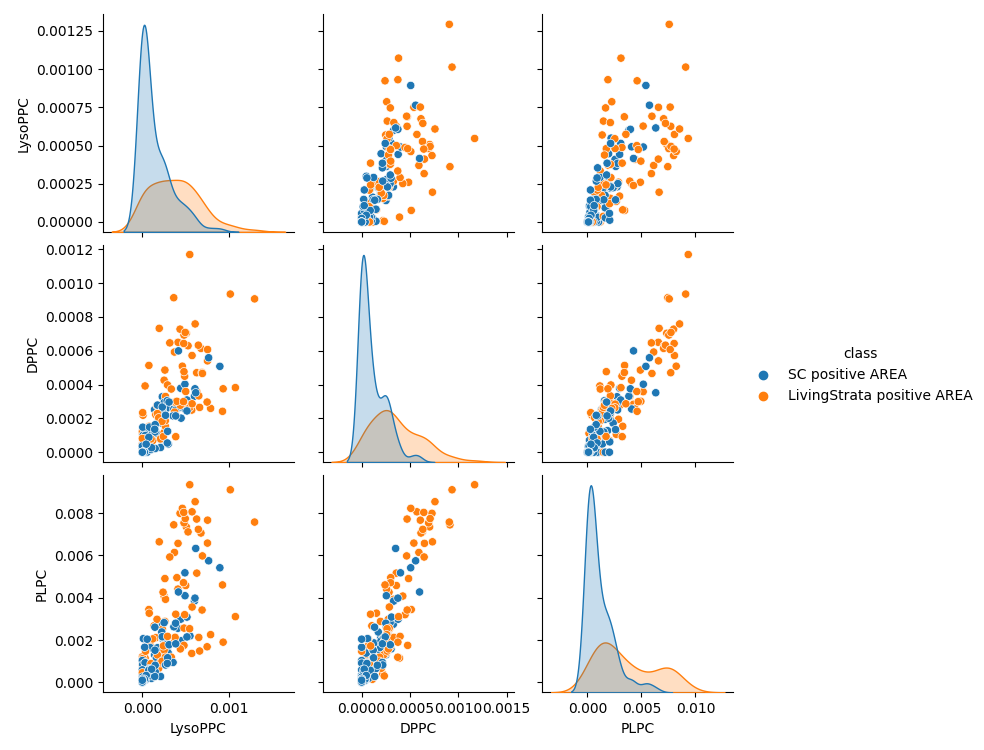 LysoPPC
0.00125
0.00100
0.00075
0.00050
0.00025
0.00000
DPPC
0.0012
0.0010
0.0008
0.0006
0.0004
0.0002
0.0000
class
SC positive AREA
LivingStrata positive AREA
PLPC
0.008
0.006
0.004
0.002
0.000
0.000 0.001
0.0000 0.0005 0.0010 0.0015
0.000 0.005 0.010
LysoPPC
DPPC
PLPC